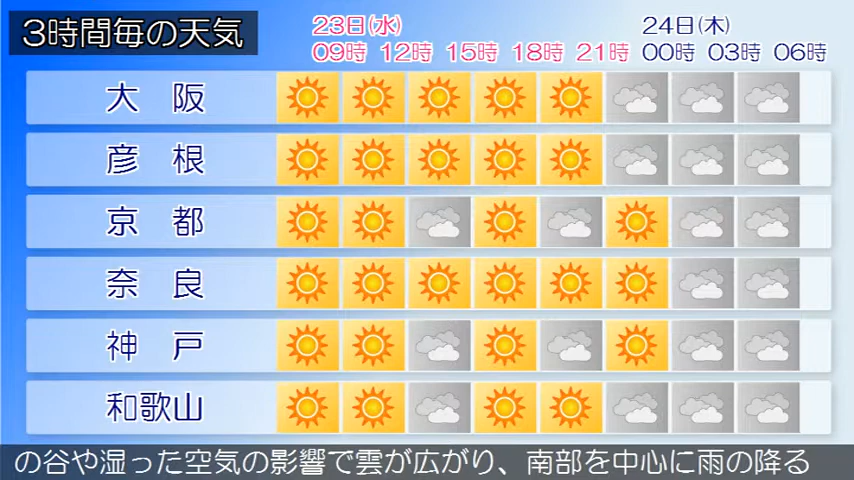 3時間毎の天気
23日(水) 24日(木)
09時 12時 15時 18時 21時 00時 03時 06時
大阪
彦根
京都
奈良
神戸
和歌山
の谷や湿った空気の影響で雲が広がり、南部を中心に雨の降る